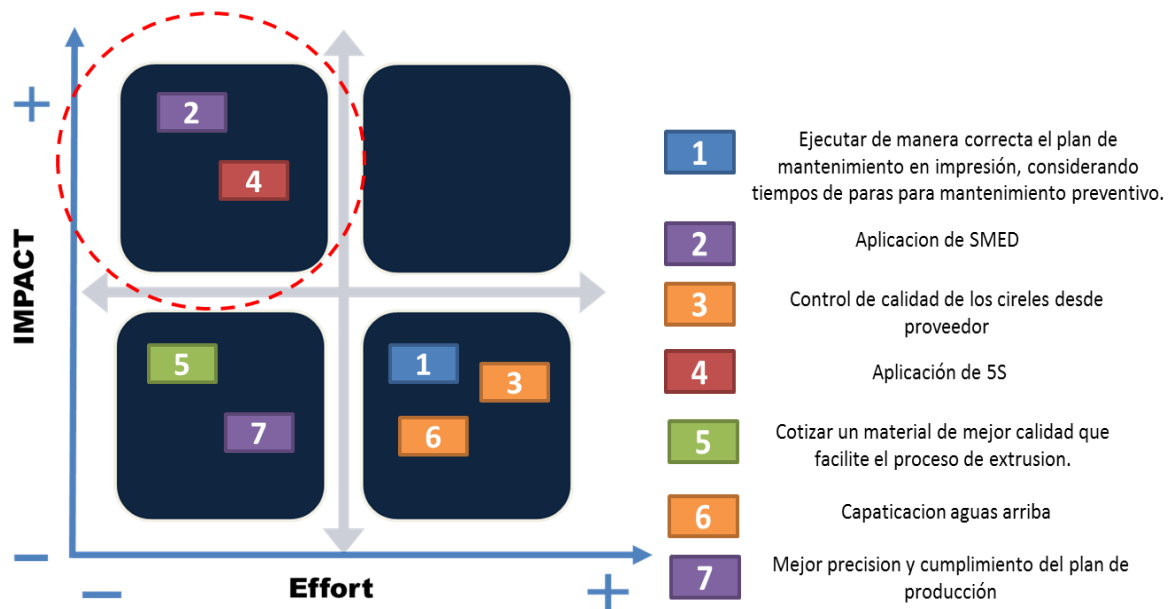 IMPACT
+
2
4
5
7
1
3
6
–
–
Effort
+
1
Ejecutar de manera correcta el plan de
mantenimiento en impresión, considerando
tiempos de paras para mantenimiento preventivo.
2
Aplicacion de SMED
3
Control de calidad de los cireles desde
proveedor
4
Aplicación de 5S
5
Cotizar un material de mejor calidad que
facilite el proceso de extrusion.
6
Capaticacion aguas arriba
7
Mejor precision y cumplimiento del plan de
producción